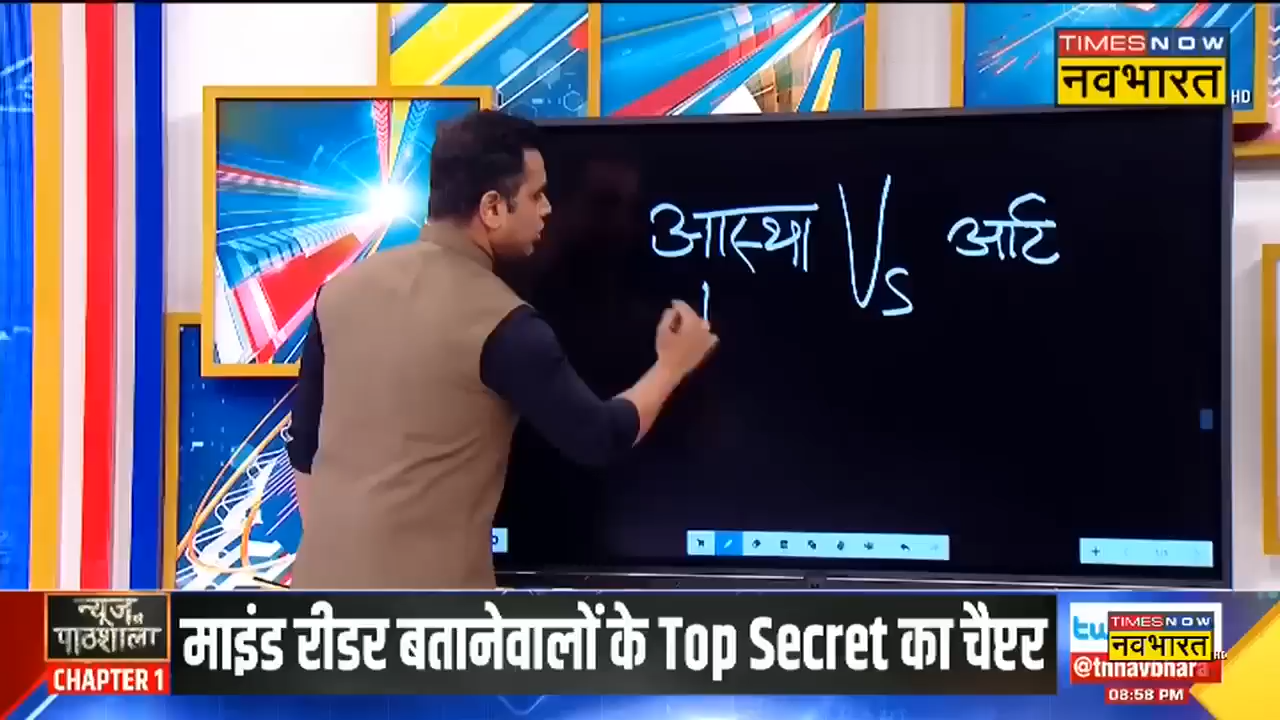 TIMES NOW
नवभारत
HD
आस्था Vs आर्ट
न्यूज़ की
पाठशाला
CHAPTER 1
माइंड रीडर बतानेवालों के Top Secret का चैप्टर
TIMES NOW
नवभारत
@tnnavbhara
08:58 PM